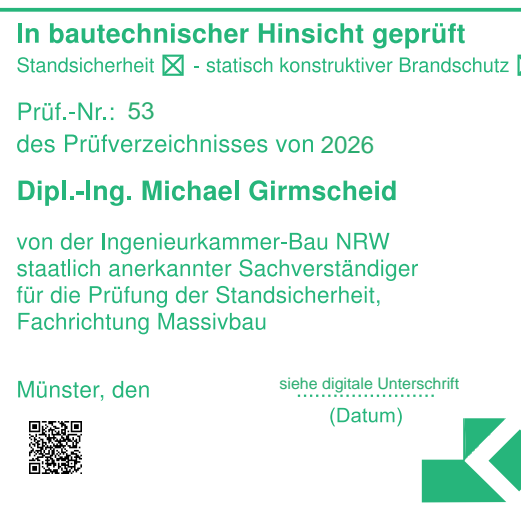 In bautechnischer Hinsicht geprüft
Standsicherheit ☒ - statisch konstruktiver Brandschutz
Prüf.-Nr.: 53
des Prüfverzeichnisses von 2026
Dipl.-Ing. Michael Girmscheid
von der Ingenieurkammer-Bau NRW
staatlich anerkannter Sachverständiger
für die Prüfung der Standsicherheit,
Fachrichtung Massivbau
Münster, den
siehe digitale Unterschrift
.......................
(Datum)